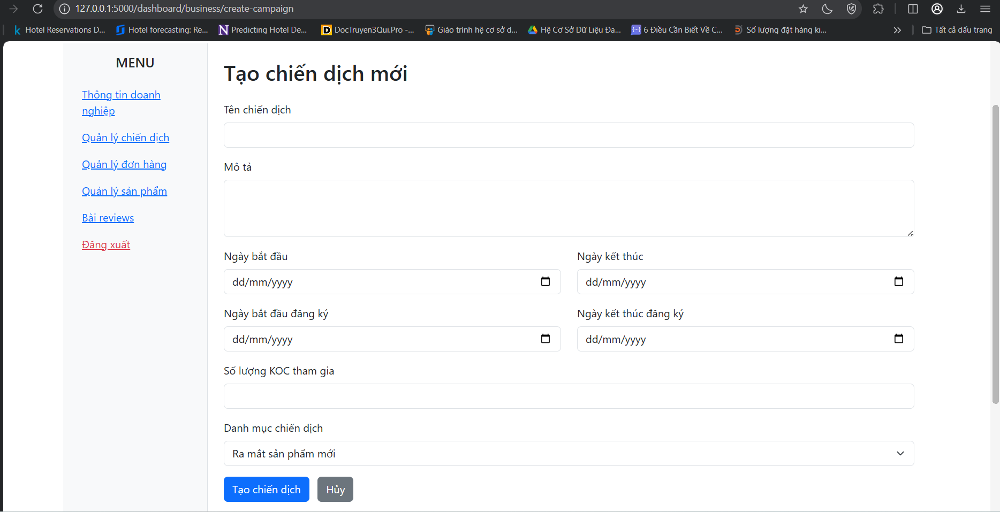 127.0.0.1:5000/dashboard/business/create-campaign
Hotel Reservations D... Hotel forecasting: Re... Predicting Hotel De... DocTruyen3Qui.Pro -... Giáo trình hệ cơ sở d... Hệ Cơ Sở Dữ Liệu Đa... 6 Điều Cần Biết Về C... Số lượng đặt hàng ki... Tất cả dấu trang
MENU
Thông tin doanh
nghiệp
Quản lý chiến dịch
Quản lý đơn hàng
Quản lý sản phẩm
Bài reviews
Đăng xuất
Tạo chiến dịch mới
Tên chiến dịch
Mô tả
Ngày bắt đầu Ngày kết thúc
dd/mm/yyyy dd/mm/yyyy
Ngày bắt đầu đăng ký Ngày kết thúc đăng ký
dd/mm/yyyy dd/mm/yyyy
Số lượng KOC tham gia
Danh mục chiến dịch
Ra mắt sản phẩm mới
Tạo chiến dịch Hủy